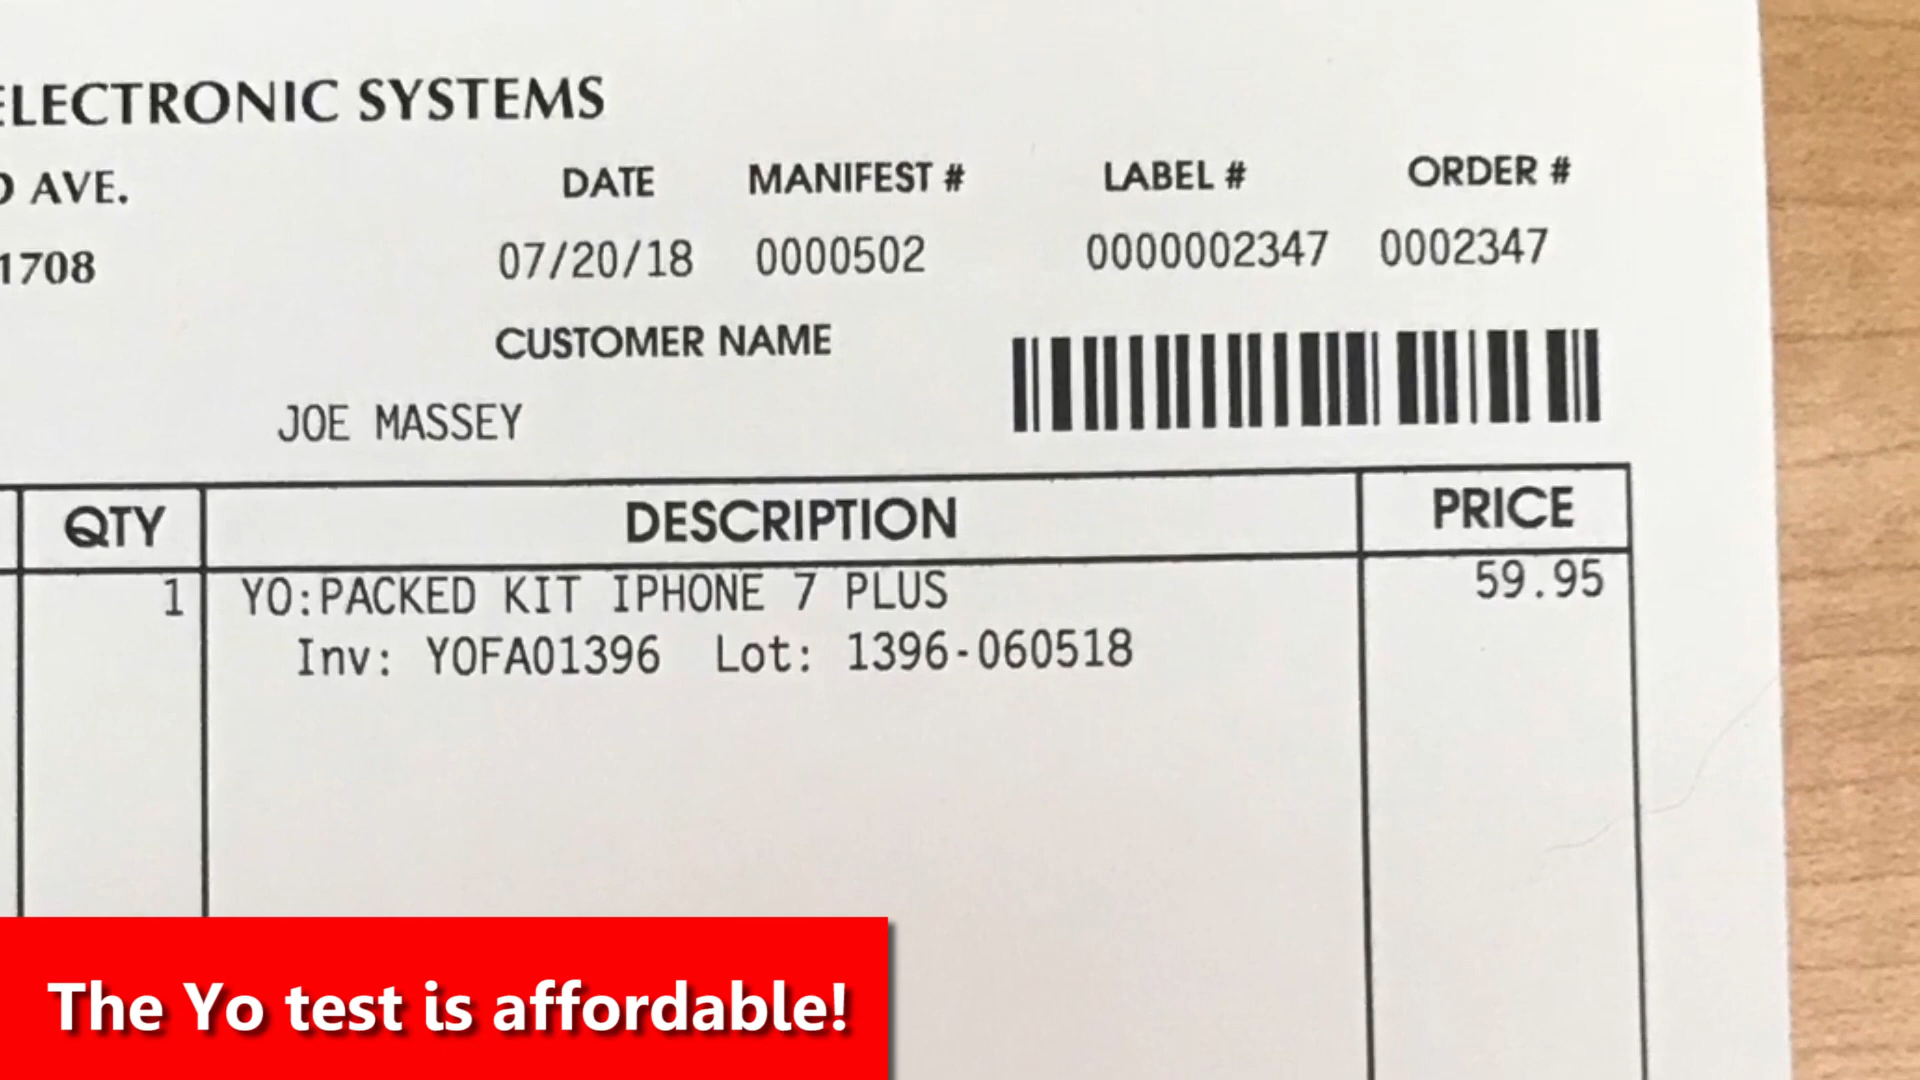 ELECTRONIC SYSTEMS
AVE.
DATE MANIFEST # LABEL # ORDER #
1708 07/20/18 0000502 0000002347 0002347
CUSTOMER NAME
JOE MASSEY
QTY DESCRIPTION PRICE
1 YO:PACKED KIT IPHONE 7 PLUS 59.95
Inv: YOFA01396 Lot: 1396-060518
The Yo test is affordable!